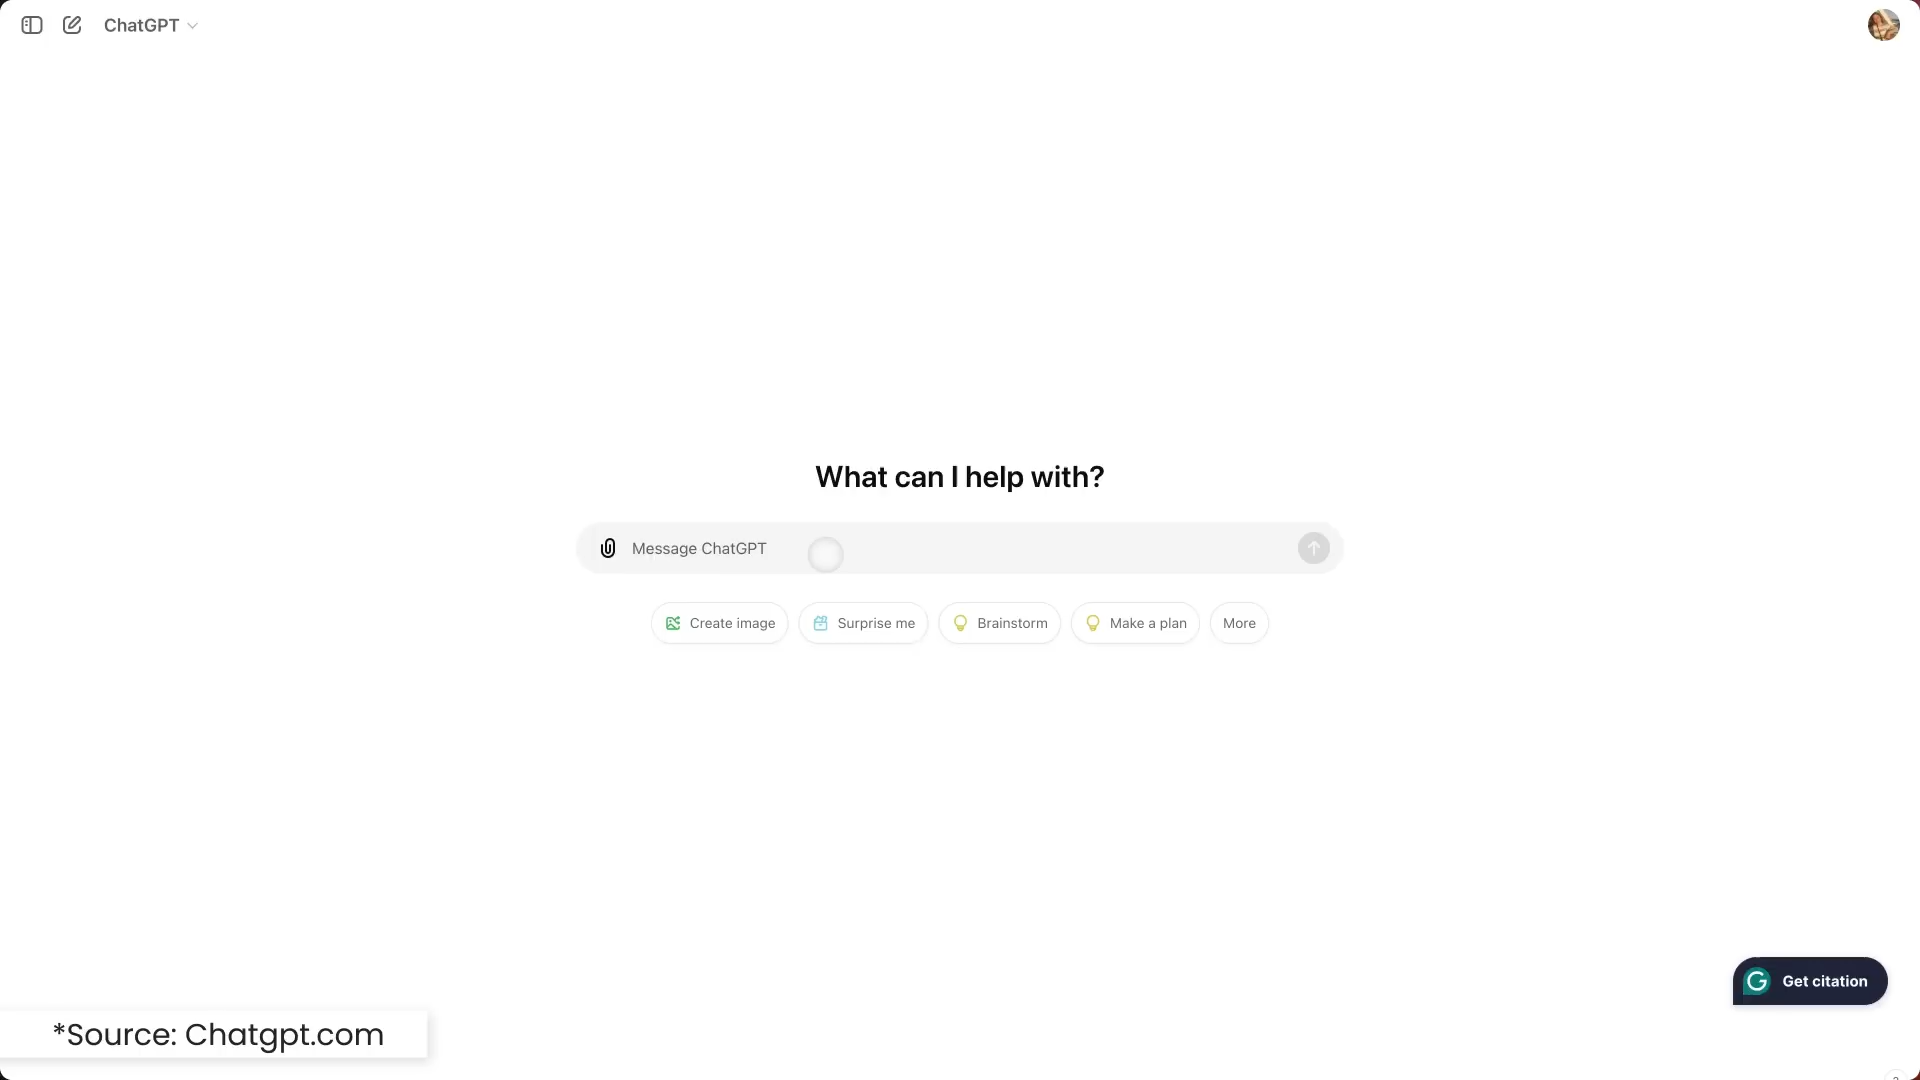 ChatGPT
What can I help with?
Message ChatGPT
Create image
Surprise me
Brainstorm
Make a plan
More
Get citation
*Source: Chatgpt.com